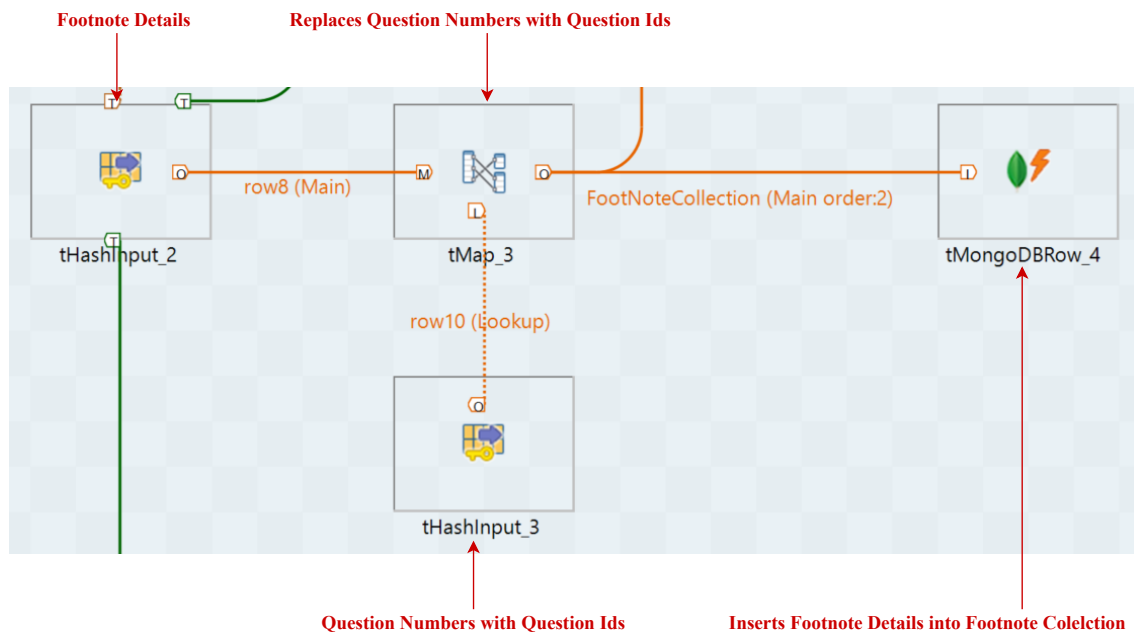 Footnote Details
Replaces Question Numbers with Question Ids
T
T
O
row8 (Main)
M
O
FootNoteCollection (Main order:2)
I
L
T
tHashInput_2
tMap_3
tMongoDBRow_4
row10 (Lookup)
O
tHashInput_3
Question Numbers with Question Ids
Inserts Footnote Details into Footnote Colelction